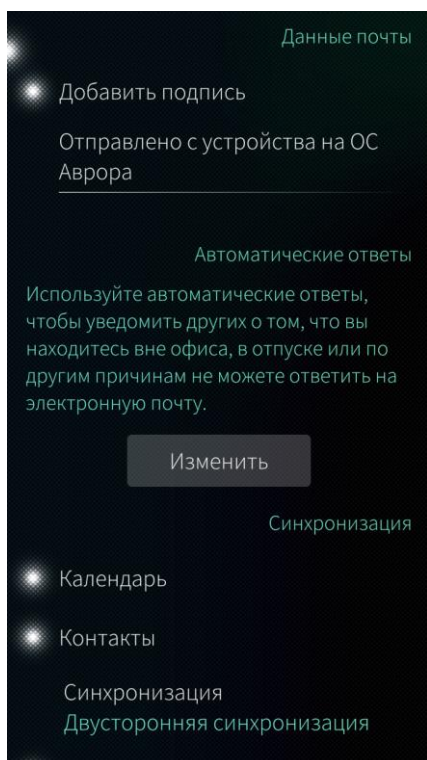 Данные почты
Добавить подпись
Отправлено с устройства на ОС
Аврора
Автоматические ответы
Используйте автоматические ответы,
чтобы уведомить других о том, что вы
находитесь вне офиса, в отпуске или по
другим причинам не можете ответить на
электронную почту.
Изменить
Синхронизация
Календарь
Контакты
Синхронизация
Двусторонняя синхронизация